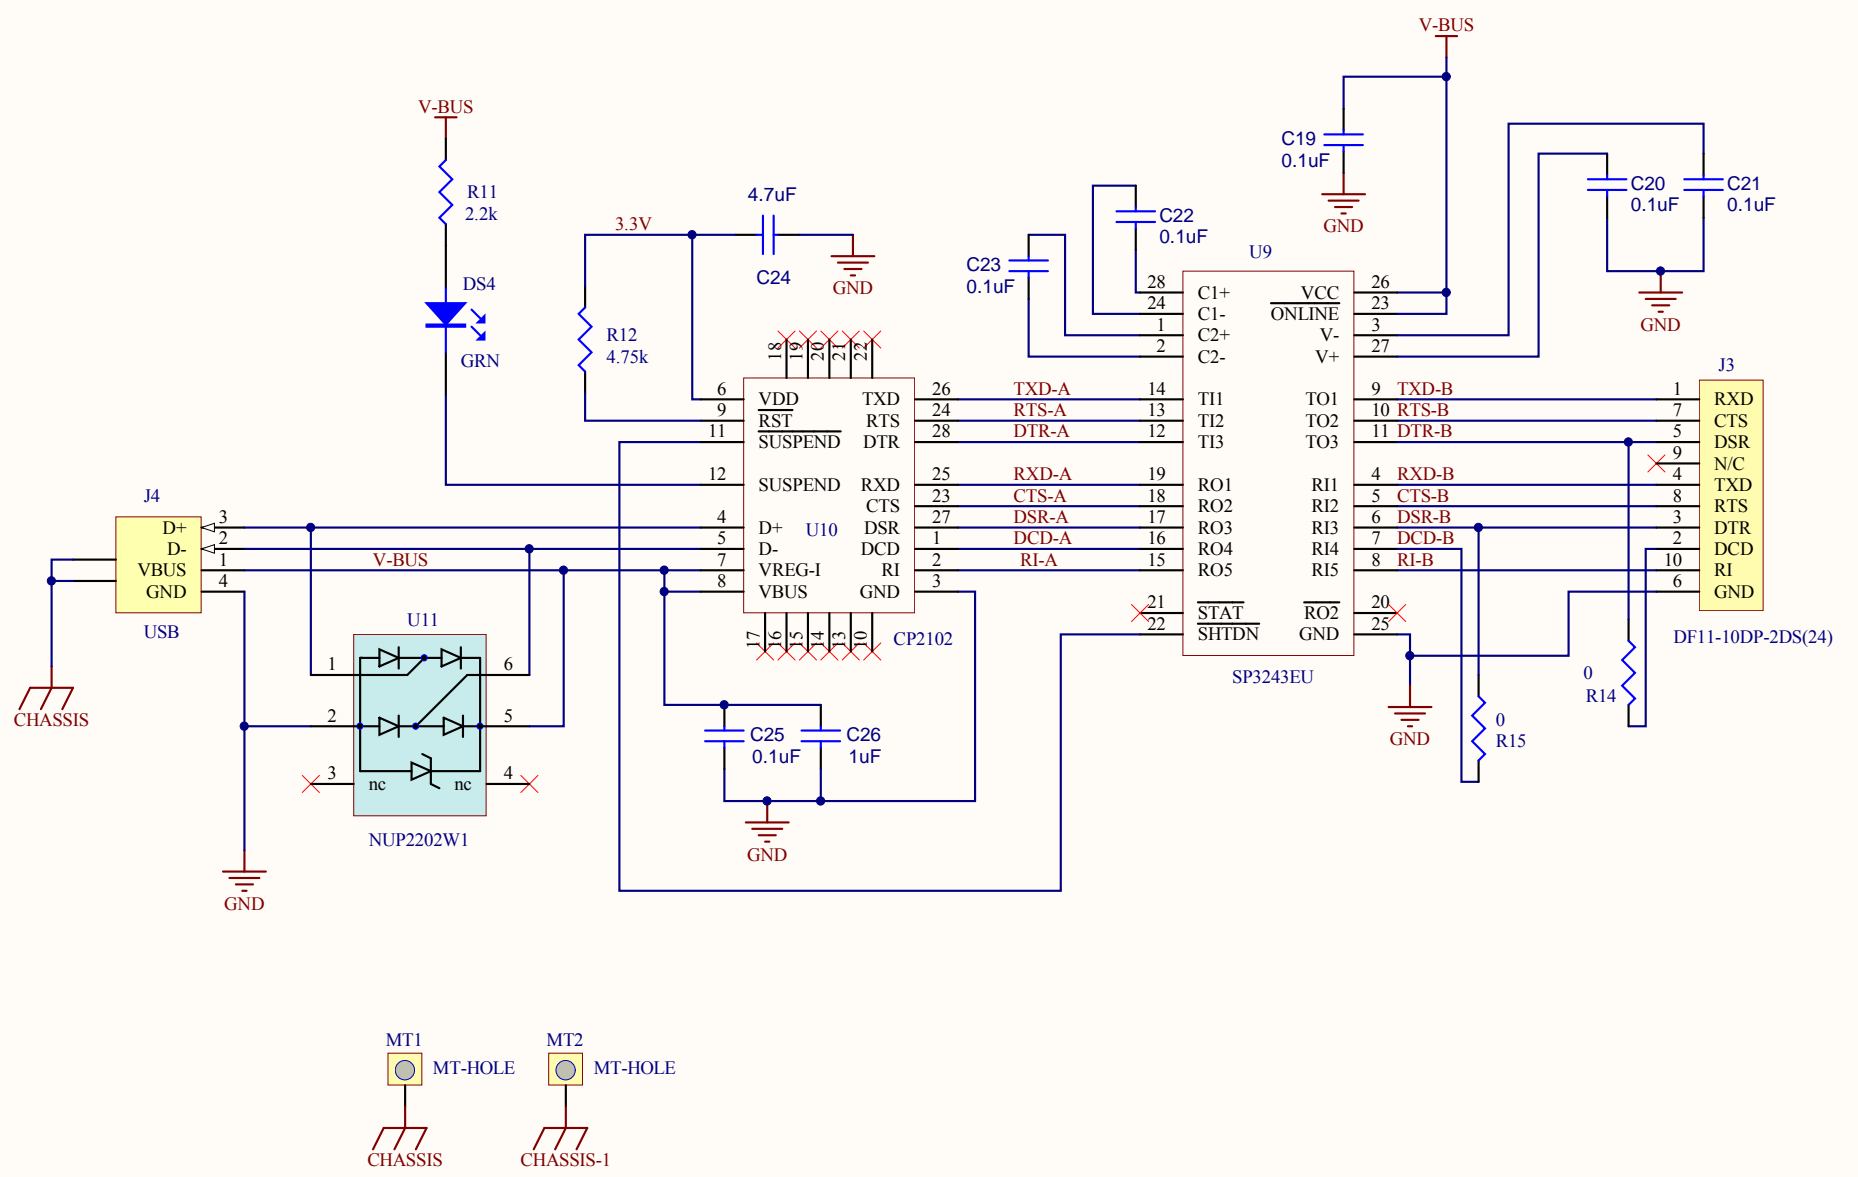 V-BUS
R11
2.2k
DS4
GRN
3.3V
4.7uF
C24
GND
R12
4.75k
V-BUS
C19
0.1uF
GND
C20
0.1uF
C21
0.1uF
GND
C22
0.1uF
C23
0.1uF
J4
D+ 3
D- 2
VBUS 1
GND 4
USB
CHASSIS
GND
V-BUS
U11
1 6
2 5
3 nc nc 4
NUP2202W1
18 19 20 21 22
6 VDD TXD 26
9 RST RTS 24
11 SUSPEND DTR 28
12 SUSPEND RXD 25
CTS 23
4 D+ U10 DSR 27
5 D- DCD 1
7 VREG-I RI 2
8 VBUS GND 3
17 16 15 14 13 10
CP2102
C25
0.1uF
C26
1uF
GND
TXD-A
RTS-A
DTR-A
RXD-A
CTS-A
DSR-A
DCD-A
RI-A
U9
28 C1+ VCC 26
24 C1- ONLINE 23
1 C2+ V- 3
2 C2- V+ 27
14 TI1 TO1 9
13 TI2 TO2 10
12 TI3 TO3 11
19 RO1 RI1 4
18 RO2 RI2 5
17 RO3 RI3 6
16 RO4 RI4 7
15 RO5 RI5 8
21 STAT RO2 20
22 SHTDN GND 25
SP3243EU
GND
TXD-B
RTS-B
DTR-B
RXD-B
CTS-B
DSR-B
DCD-B
RI-B
0
R15
0
R14
J3
1 RXD
7 CTS
5 DSR
9 N/C
4 TXD
8 RTS
3 DTR
2 DCD
10 RI
6 GND
DF11-10DP-2DS(24)
MT1
MT-HOLE
CHASSIS
MT2
MT-HOLE
CHASSIS-1